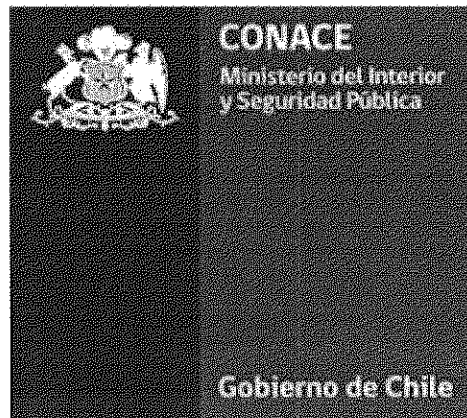 CONACE
Ministerio del Interior
y Seguridad Pública
Gobierno de Chile